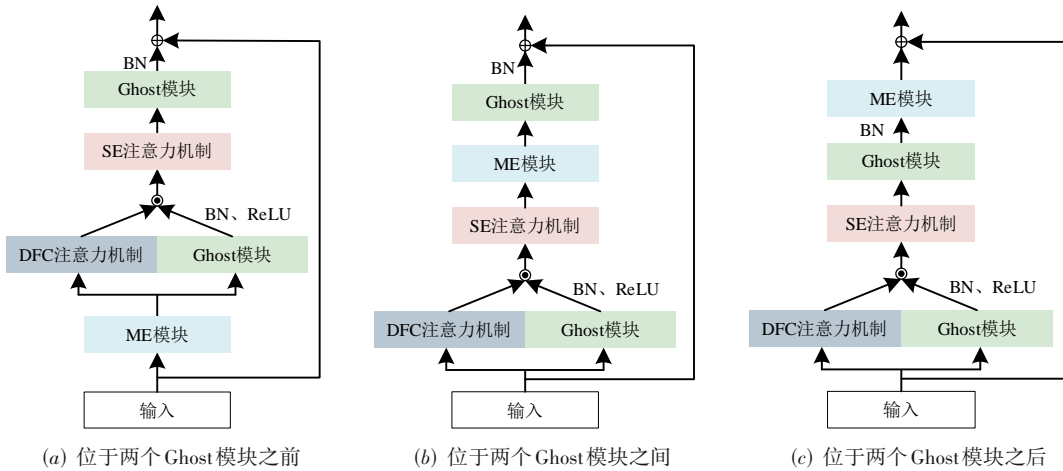 BN
Ghost模块
SE注意力机制
BN、ReLU
DFC注意力机制
Ghost模块
ME模块
输入
(a) 位于两个Ghost模块之前
BN
Ghost模块
ME模块
SE注意力机制
BN、ReLU
DFC注意力机制
Ghost模块
输入
(b) 位于两个Ghost模块之间
ME模块
BN
Ghost模块
SE注意力机制
BN、ReLU
DFC注意力机制
Ghost模块
输入
(c) 位于两个Ghost模块之后